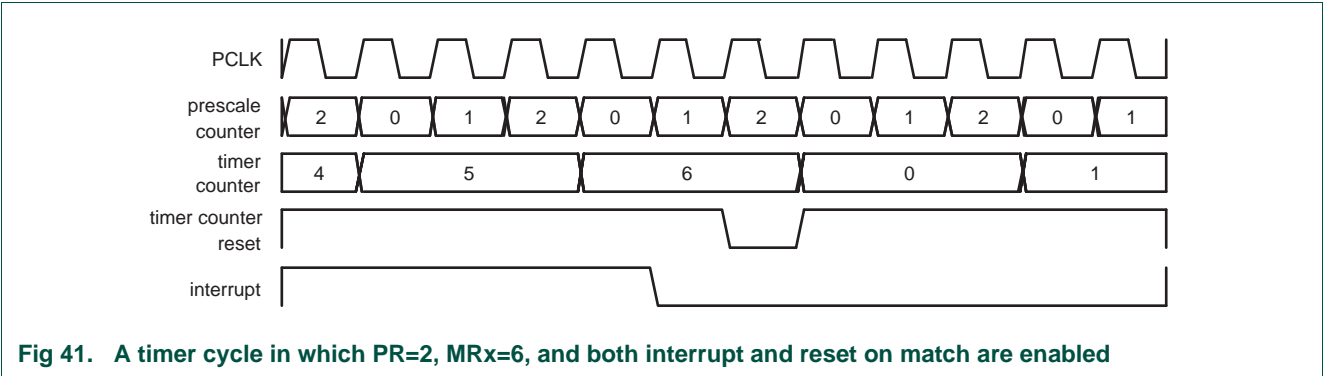 PCLK
prescale
counter
2 0 1 2 0 1 2 0 1 2 0 1
timer
counter
4 5 6 0 1
timer counter
reset
interrupt
Fig 41. A timer cycle in which PR=2, MRx=6, and both interrupt and reset on match are enabled